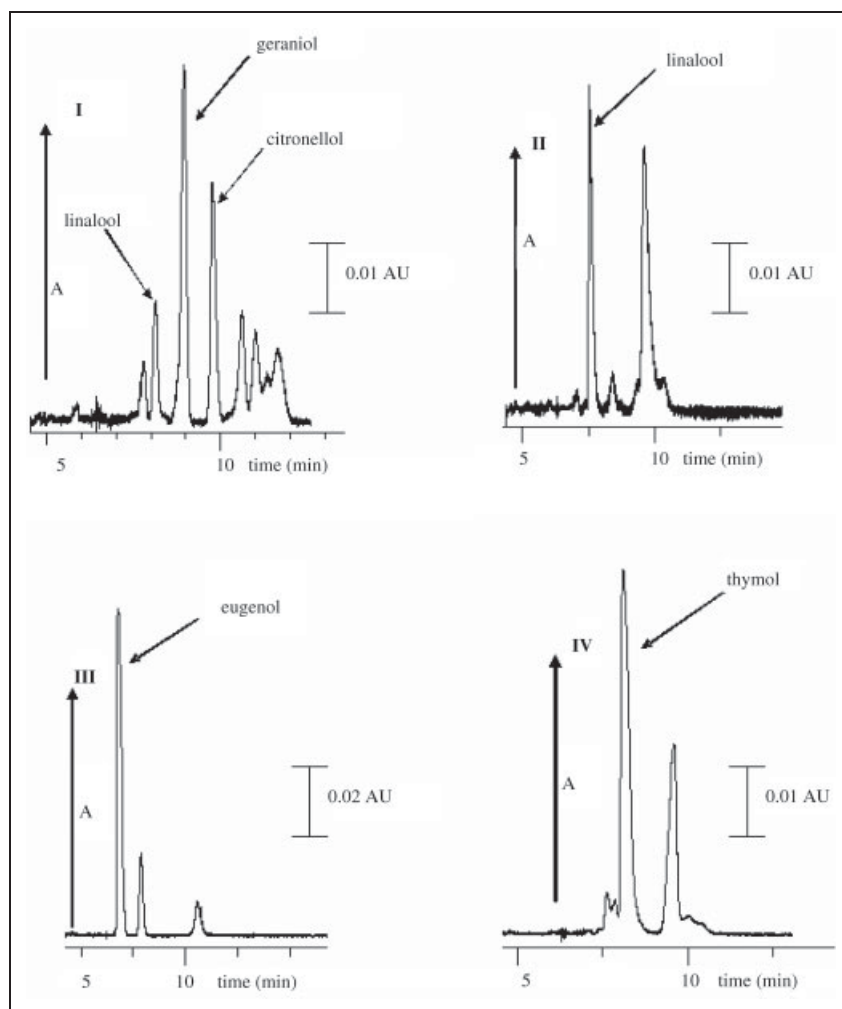 geraniol
I
citronellol
linalool
A
0.01 AU
5 10 time (min)
linalool
II
A
0.01 AU
5 10 time (min)
eugenol
III
A
0.02 AU
5 10 time (min)
thymol
IV
A
0.01 AU
5 10 time (min)